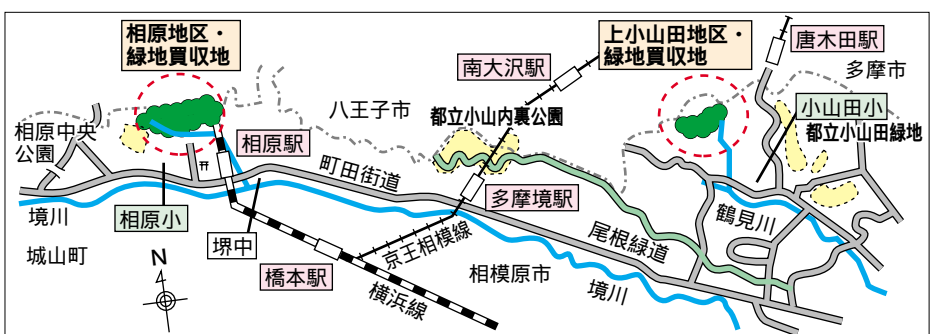 相原地区・
緑地買収地
上小山田地区・
緑地買収地
唐木田駅
南大沢駅
多摩市
八王子市
都立小山内裏公園
小山田小
都立小山田緑地
相原中央
公園
相原駅
町田街道
多摩境駅
境川
相原小
堺中
城山町
鶴見川
尾根緑道
京王相模線
橋本駅
横浜線
相模原市
境川
N